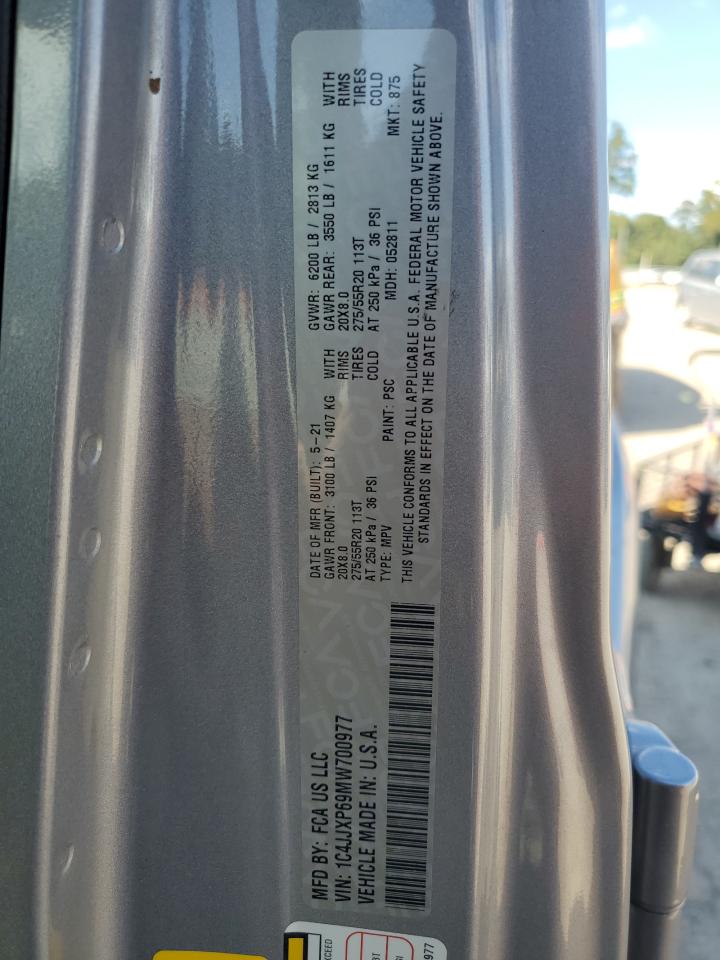 MFD BY: FCA US LLC
VIN: 1C4JJXP69MW700977
VEHICLE MADE IN: U.S.A.
DATE OF MFR (BUILT): 5-21
GAWR FRONT: 3100 LB / 1407 KG WITH
20X8.0 RIMS
275/55R20 113T TIRES
AT 250 kPa / 36 PSI COLD
TYPE: MPV PAINT: PSC
GVWR: 6200 LB / 2813 KG
GAWR REAR: 3550 LB / 1611 KG WITH
20X8.0 RIMS
275/55R20 113T TIRES
AT 250 kPa / 36 PSI COLD
MDH: 052811 MKT: 875
THIS VEHICLE CONFORMS TO ALL APPLICABLE U.S.A. FEDERAL MOTOR VEHICLE SAFETY
STANDARDS IN EFFECT ON THE DATE OF MANUFACTURE SHOWN ABOVE.
XCEED
977